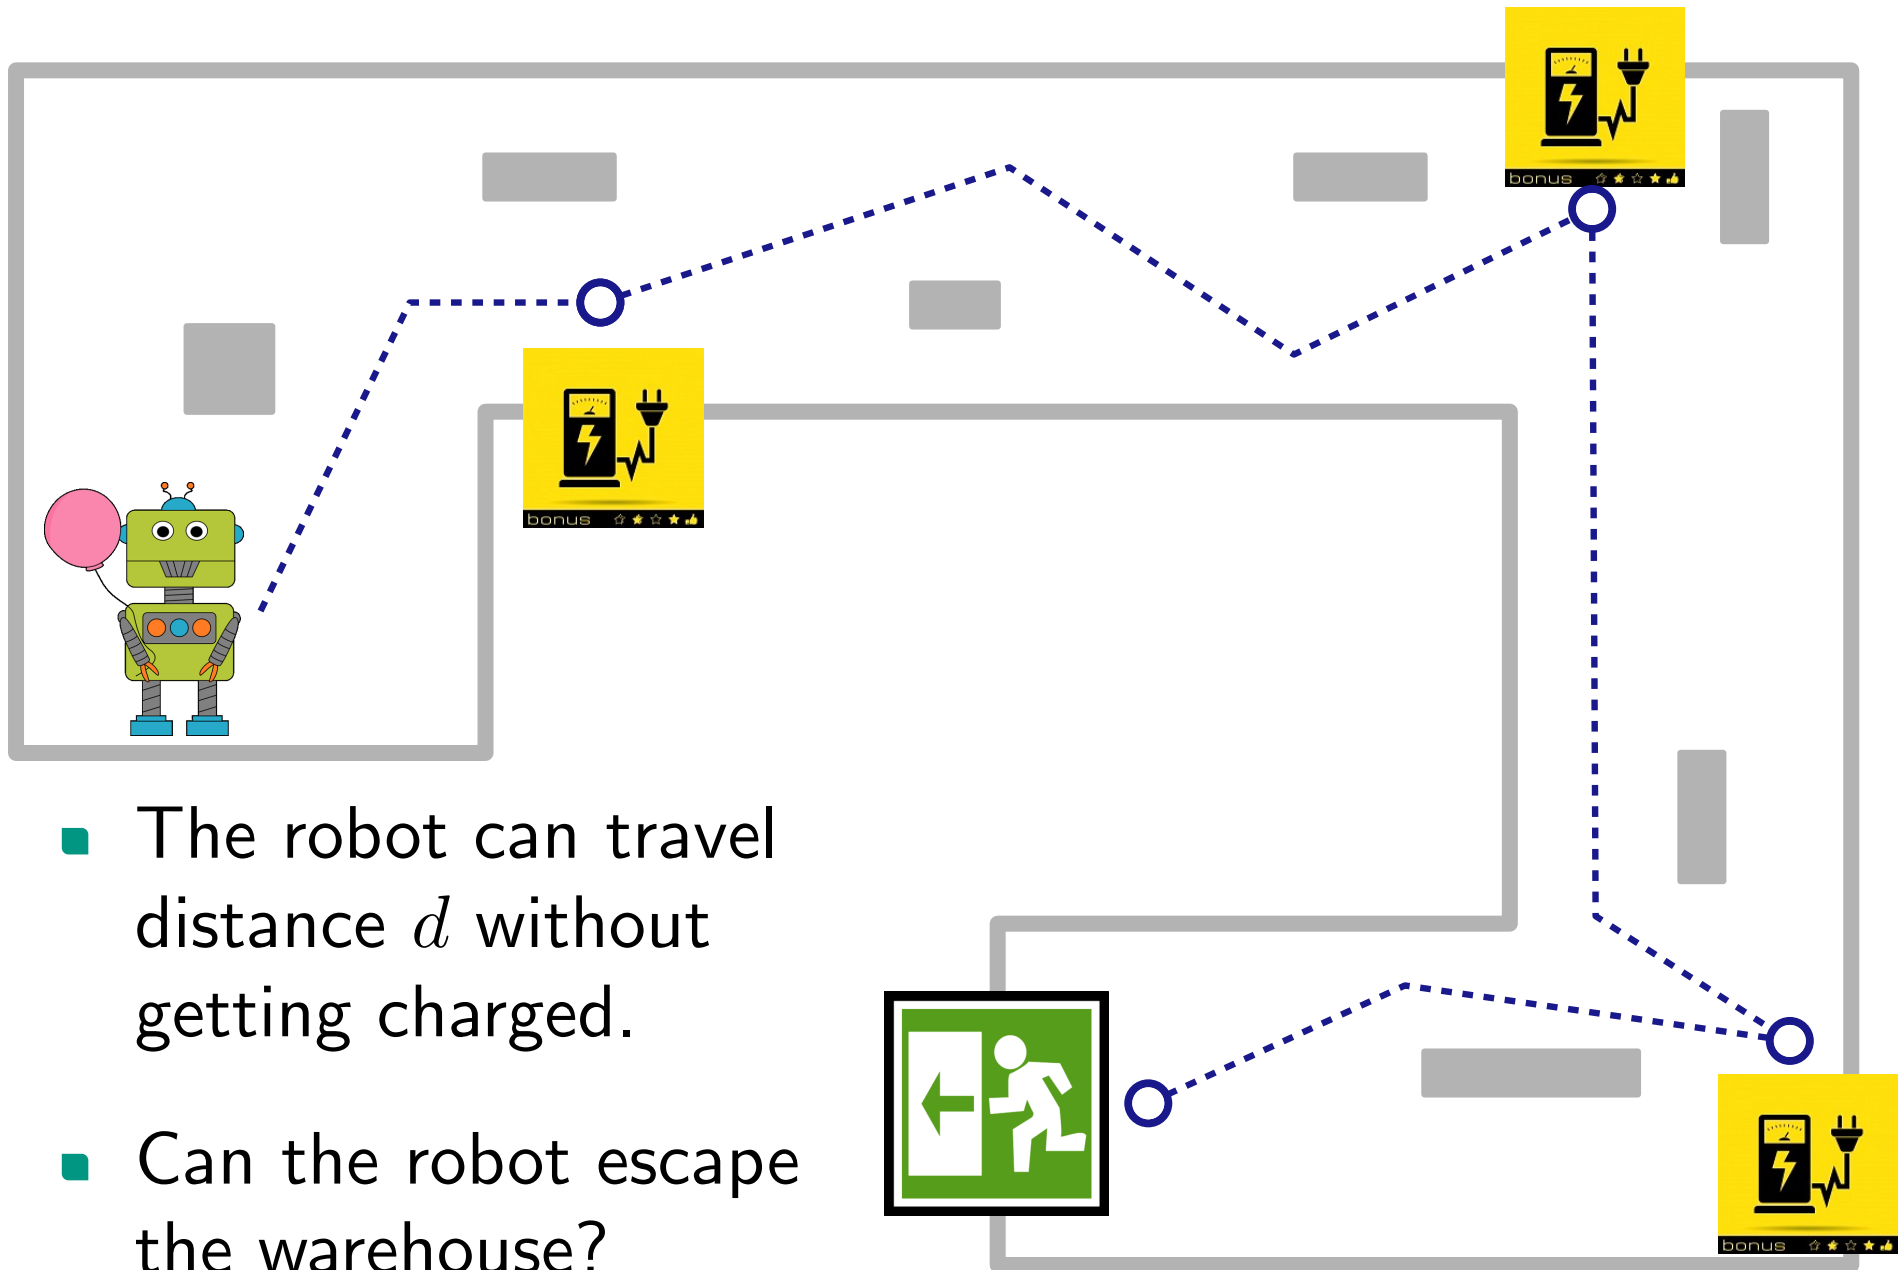 bonus
bonus
The robot can travel
distance d without
getting charged.
Can the robot escape
the warehouse?
bonus